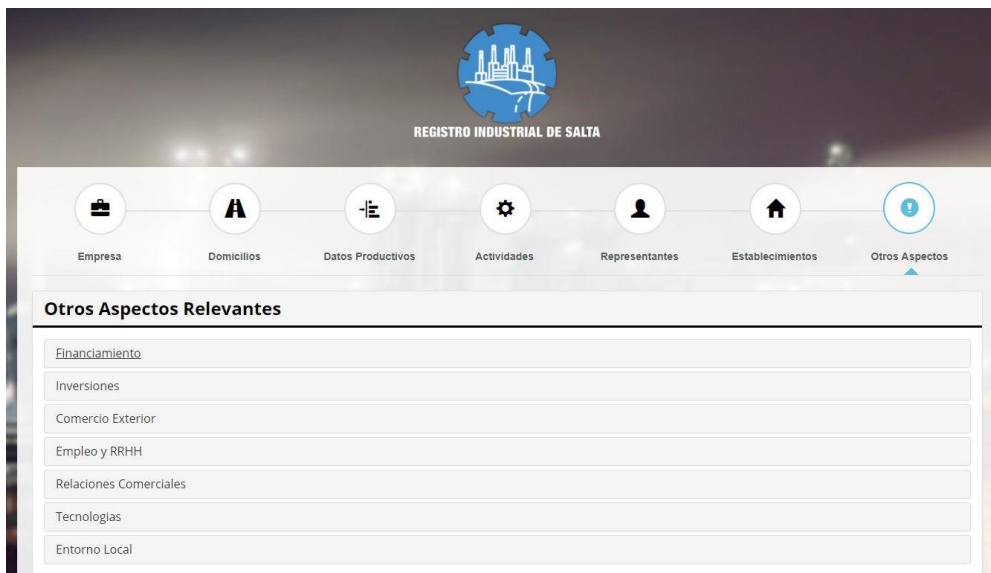 REGISTRO INDUSTRIAL DE SALTA
Empresa
Domicilios
Datos Productivos
Actividades
Representantes
Establecimientos
Otros Aspectos
Otros Aspectos Relevantes
Financiamiento
Inversiones
Comercio Exterior
Empleo y RRHH
Relaciones Comerciales
Tecnologias
Entorno Local